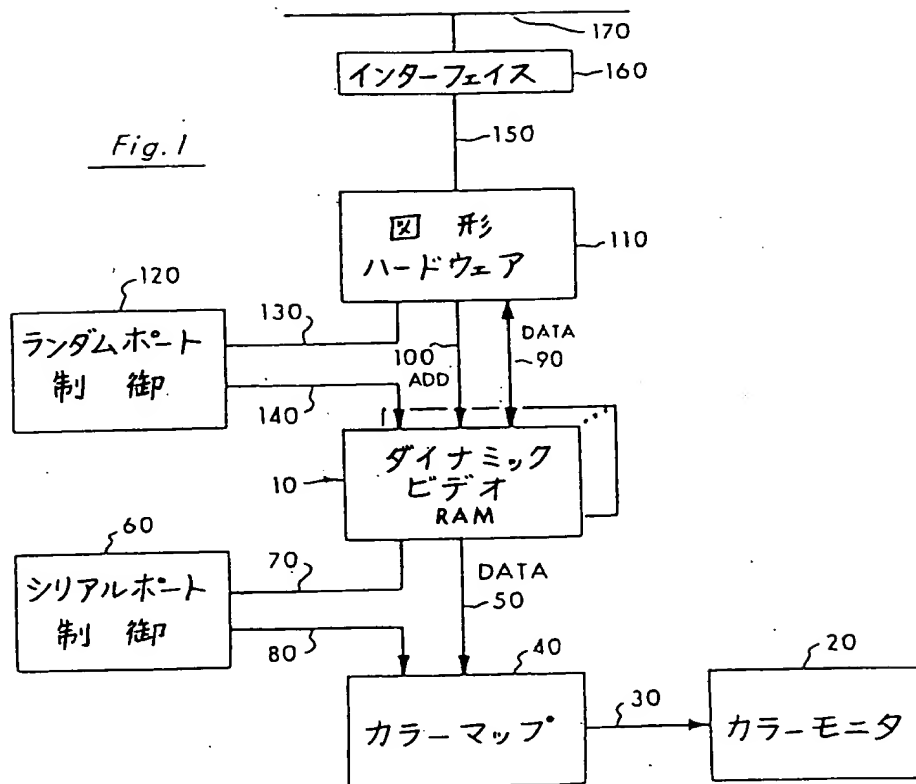 170
インターフェイス
160
Fig. 1
150
図 形
ハードウェア
110
120
ランダムポート
制 御
130
140
100
ADD
DATA
90
10
ダイナミック
ビデオ
RAM
60
シリアルポート
制 御
70
80
DATA
50
40
カラーマップ
30
20
カラーモニタ